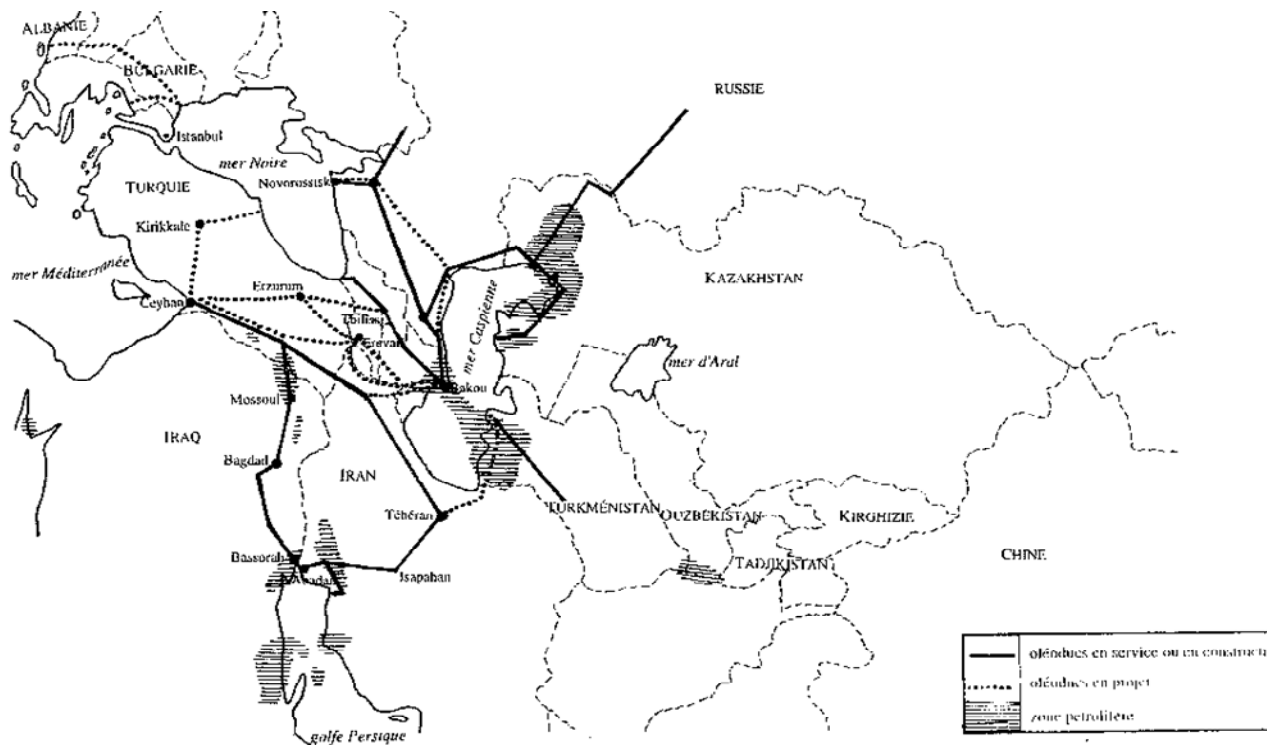 ALBANIE
BULGARIE
RUSSIE
Istanbul
mer Noire
Novorossisk
TURQUIE
Kirikkale
mer Méditerranée
KAZAKHSTAN
Erzurum
Ceyhan
mer Caspienne
Tbilissi
Erevan
mer d'Aral
Bakou
Mossoul
IRAQ
Bagdad
IRAN
Téhéran
TURKMÉNISTAN
OUZBÉKISTAN
KIRGHIZIE
Bassorah
TADJIKISTAN
CHINE
Abadan
Isapahan
oléoducs en service ou en constructi
oléoducs en projet
zone pétrolifère
golfe Persique